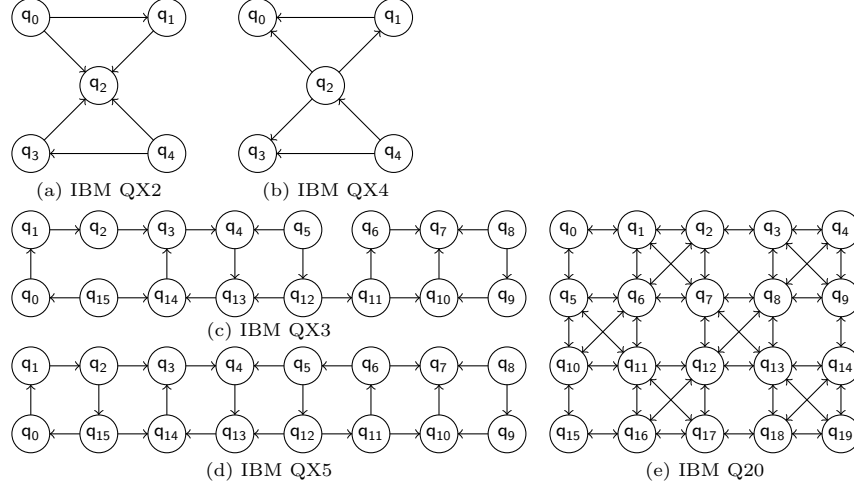 q0 q1 q0 q1
q2 q2
q3 q4 q3 q4
(a) IBM QX2 (b) IBM QX4
q1 q2 q3 q4 q5 q6 q7 q8
q0 q15 q14 q13 q12 q11 q10 q9
(c) IBM QX3
q1 q2 q3 q4 q5 q6 q7 q8
q0 q15 q14 q13 q12 q11 q10 q9
(d) IBM QX5
q0 q1 q2 q3 q4
q5 q6 q7 q8 q9
q10 q11 q12 q13 q14
q15 q16 q17 q18 q19
(e) IBM Q20